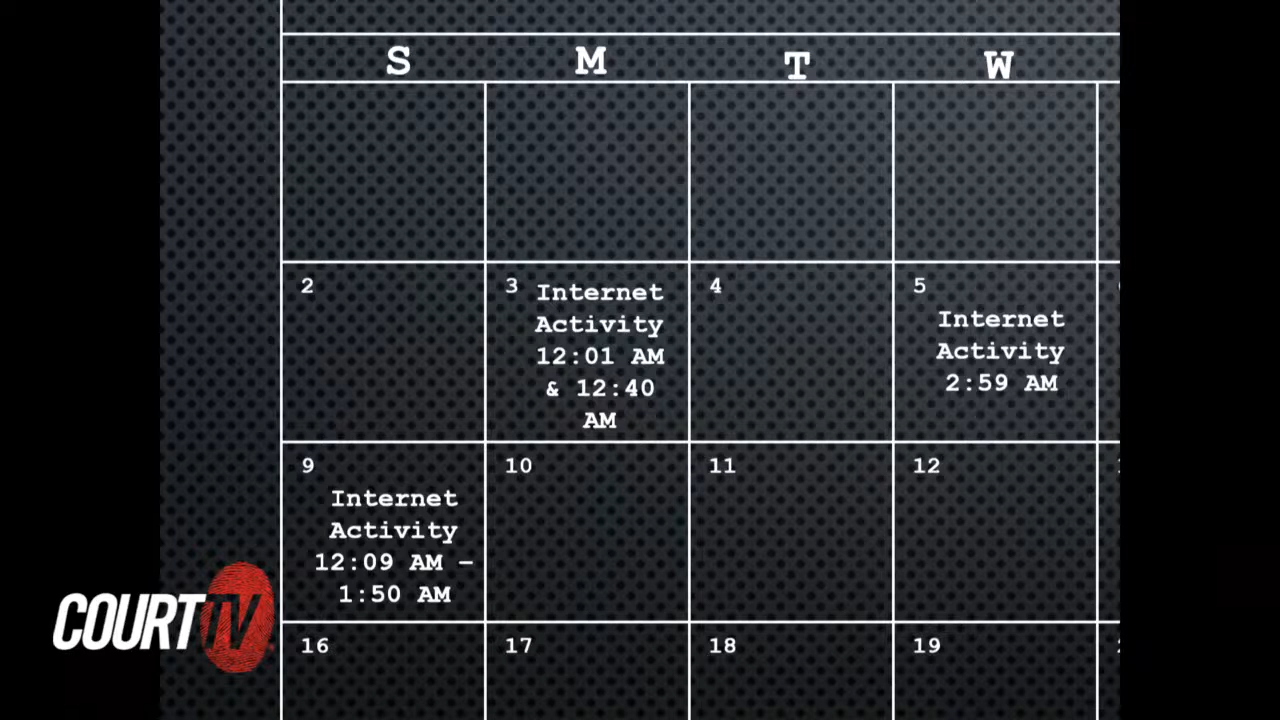 S M T W
2
3 Internet
Activity
12:01 AM
& 12:40
AM
4
5
Internet
Activity
2:59 AM
9
Internet
Activity
12:09 AM –
1:50 AM
10
11
12
16
17
18
19
COURT TV